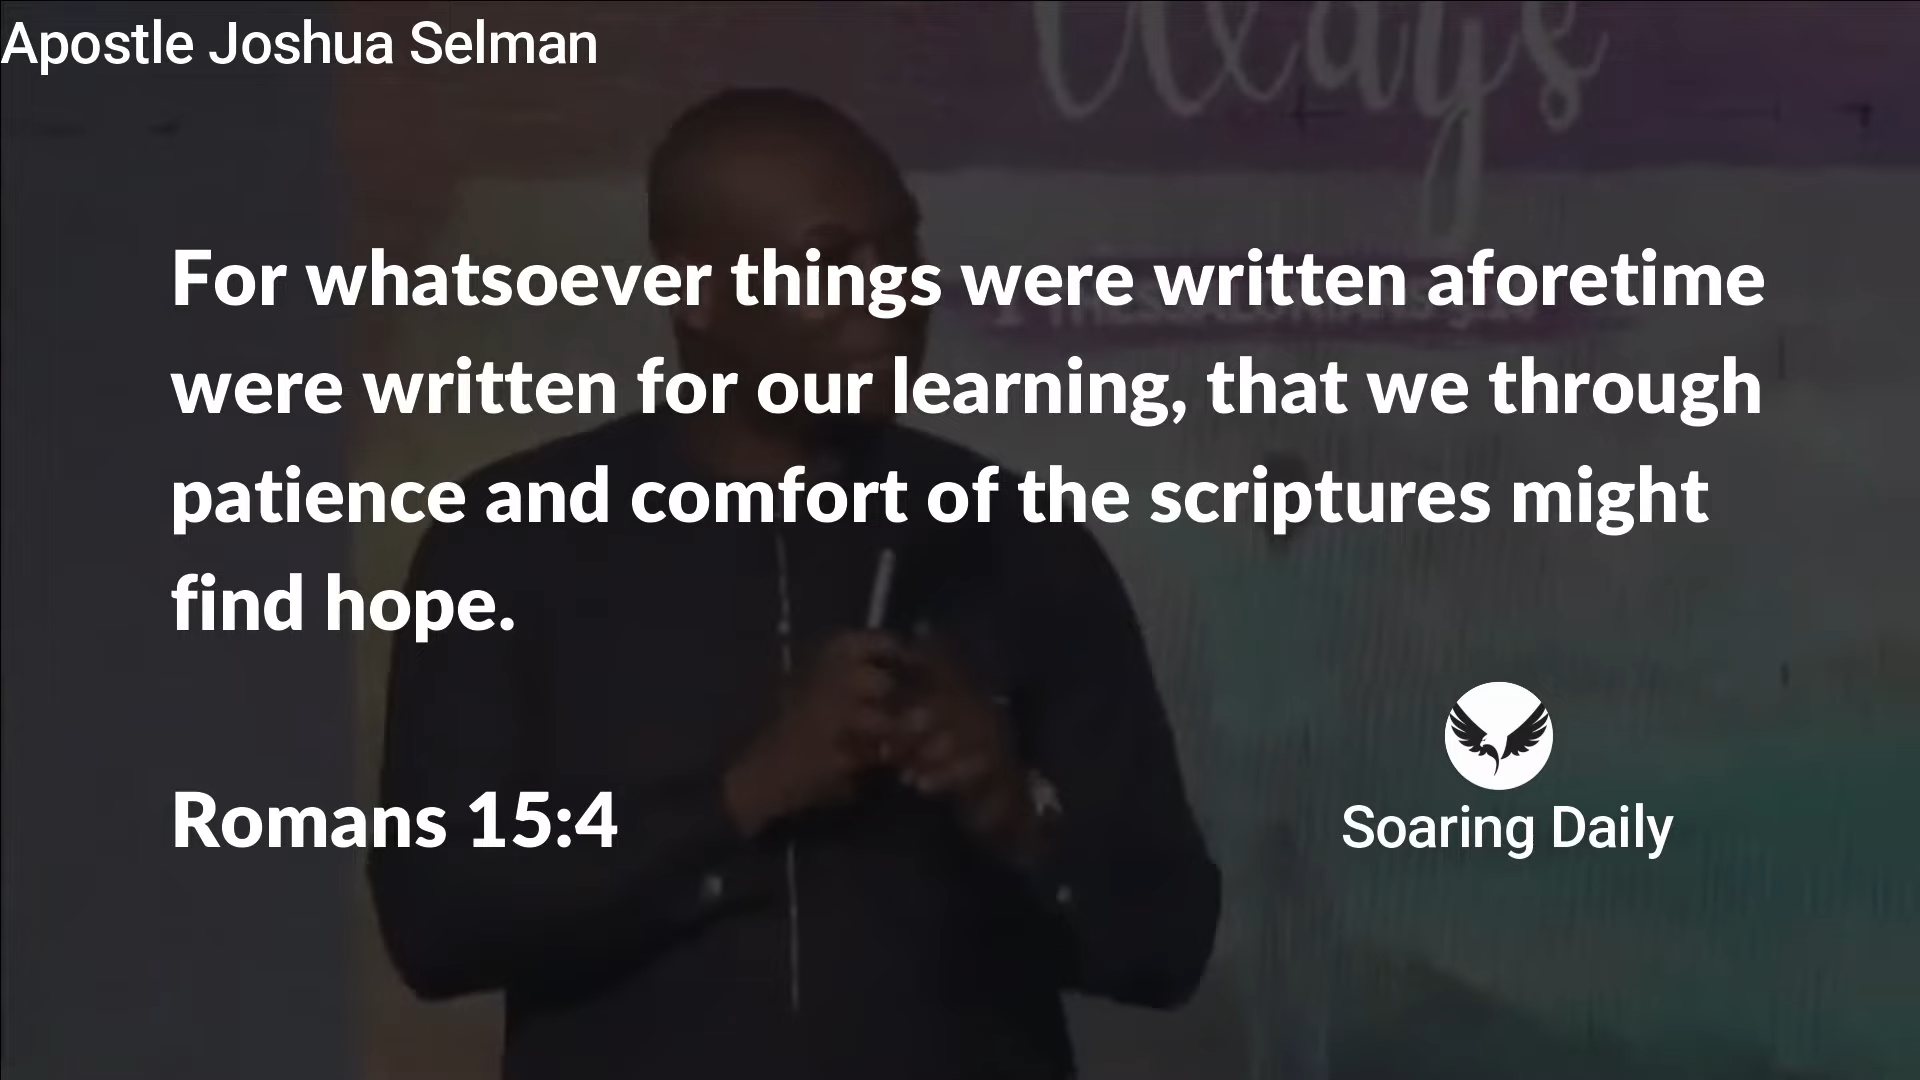 Apostle Joshua Selman
ways
For whatsoever things were written aforetime
were written for our learning, that we through
patience and comfort of the scriptures might
find hope.
Romans 15:4
Soaring Daily